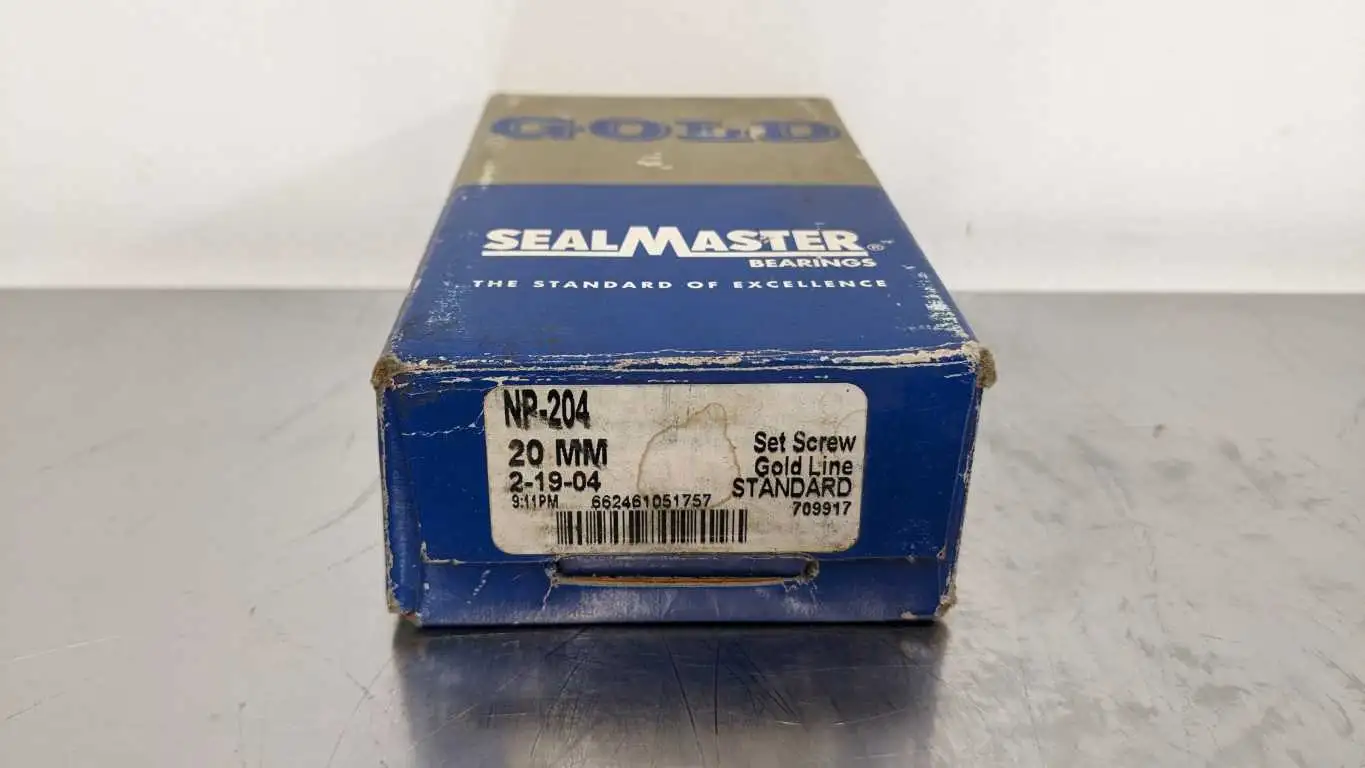 GOLD
SEALMASTER®
BEARINGS
THE STANDARD OF EXCELLENCE
NP-204
20 MM
2-19-04
9:11PM 662461051757
Set Screw
Gold Line
STANDARD
709917